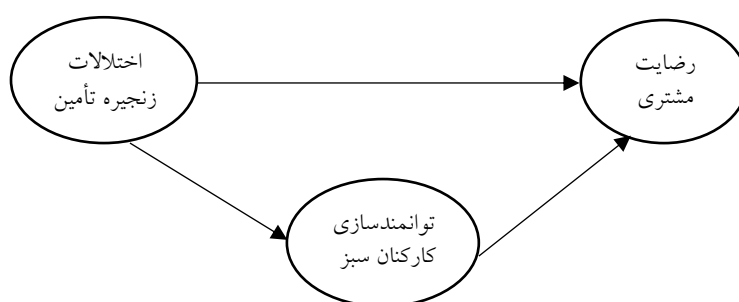 اختلالات
زنجیره تأمین
رضایت
مشتری
توانمندسازی
کارکنان سبز